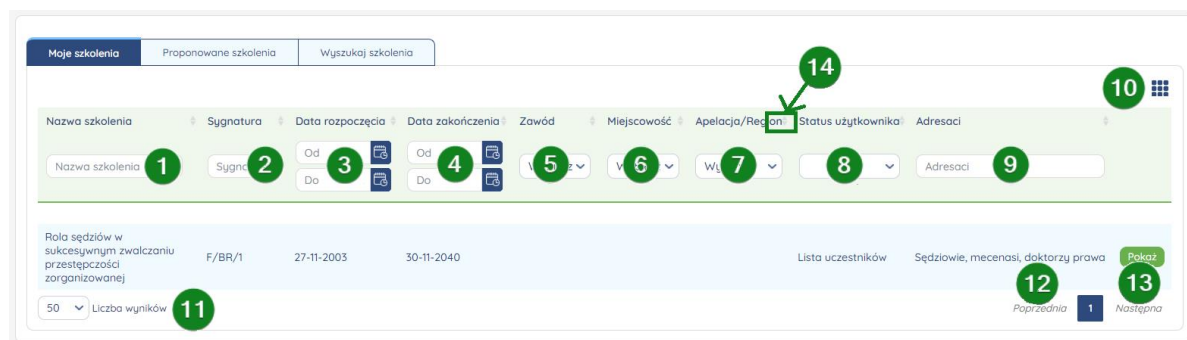 Moje szkolenia Proponowane szkolenia Wyszukaj szkolenia
14
10
Nazwa szkolenia Sygnatura Data rozpoczęcia Data zakończenia Zawód Miejscowość Apelacja/Region Status użytkownika Adresaci
Od Od
Nazwa szkolenia 1 2 3 4 5 6 7 8 Adresaci 9
Do Do
Rola sędziów w
sukcesywnym zwalczaniu
przestępczości
zorganizowanej
F/BR/1 27-11-2003 30-11-2040 Lista uczestników Sędziowie, mecenasi, doktorzy prawa Pokaż
12 13
50 Liczba wyników 11 Poprzednia 1 Następna